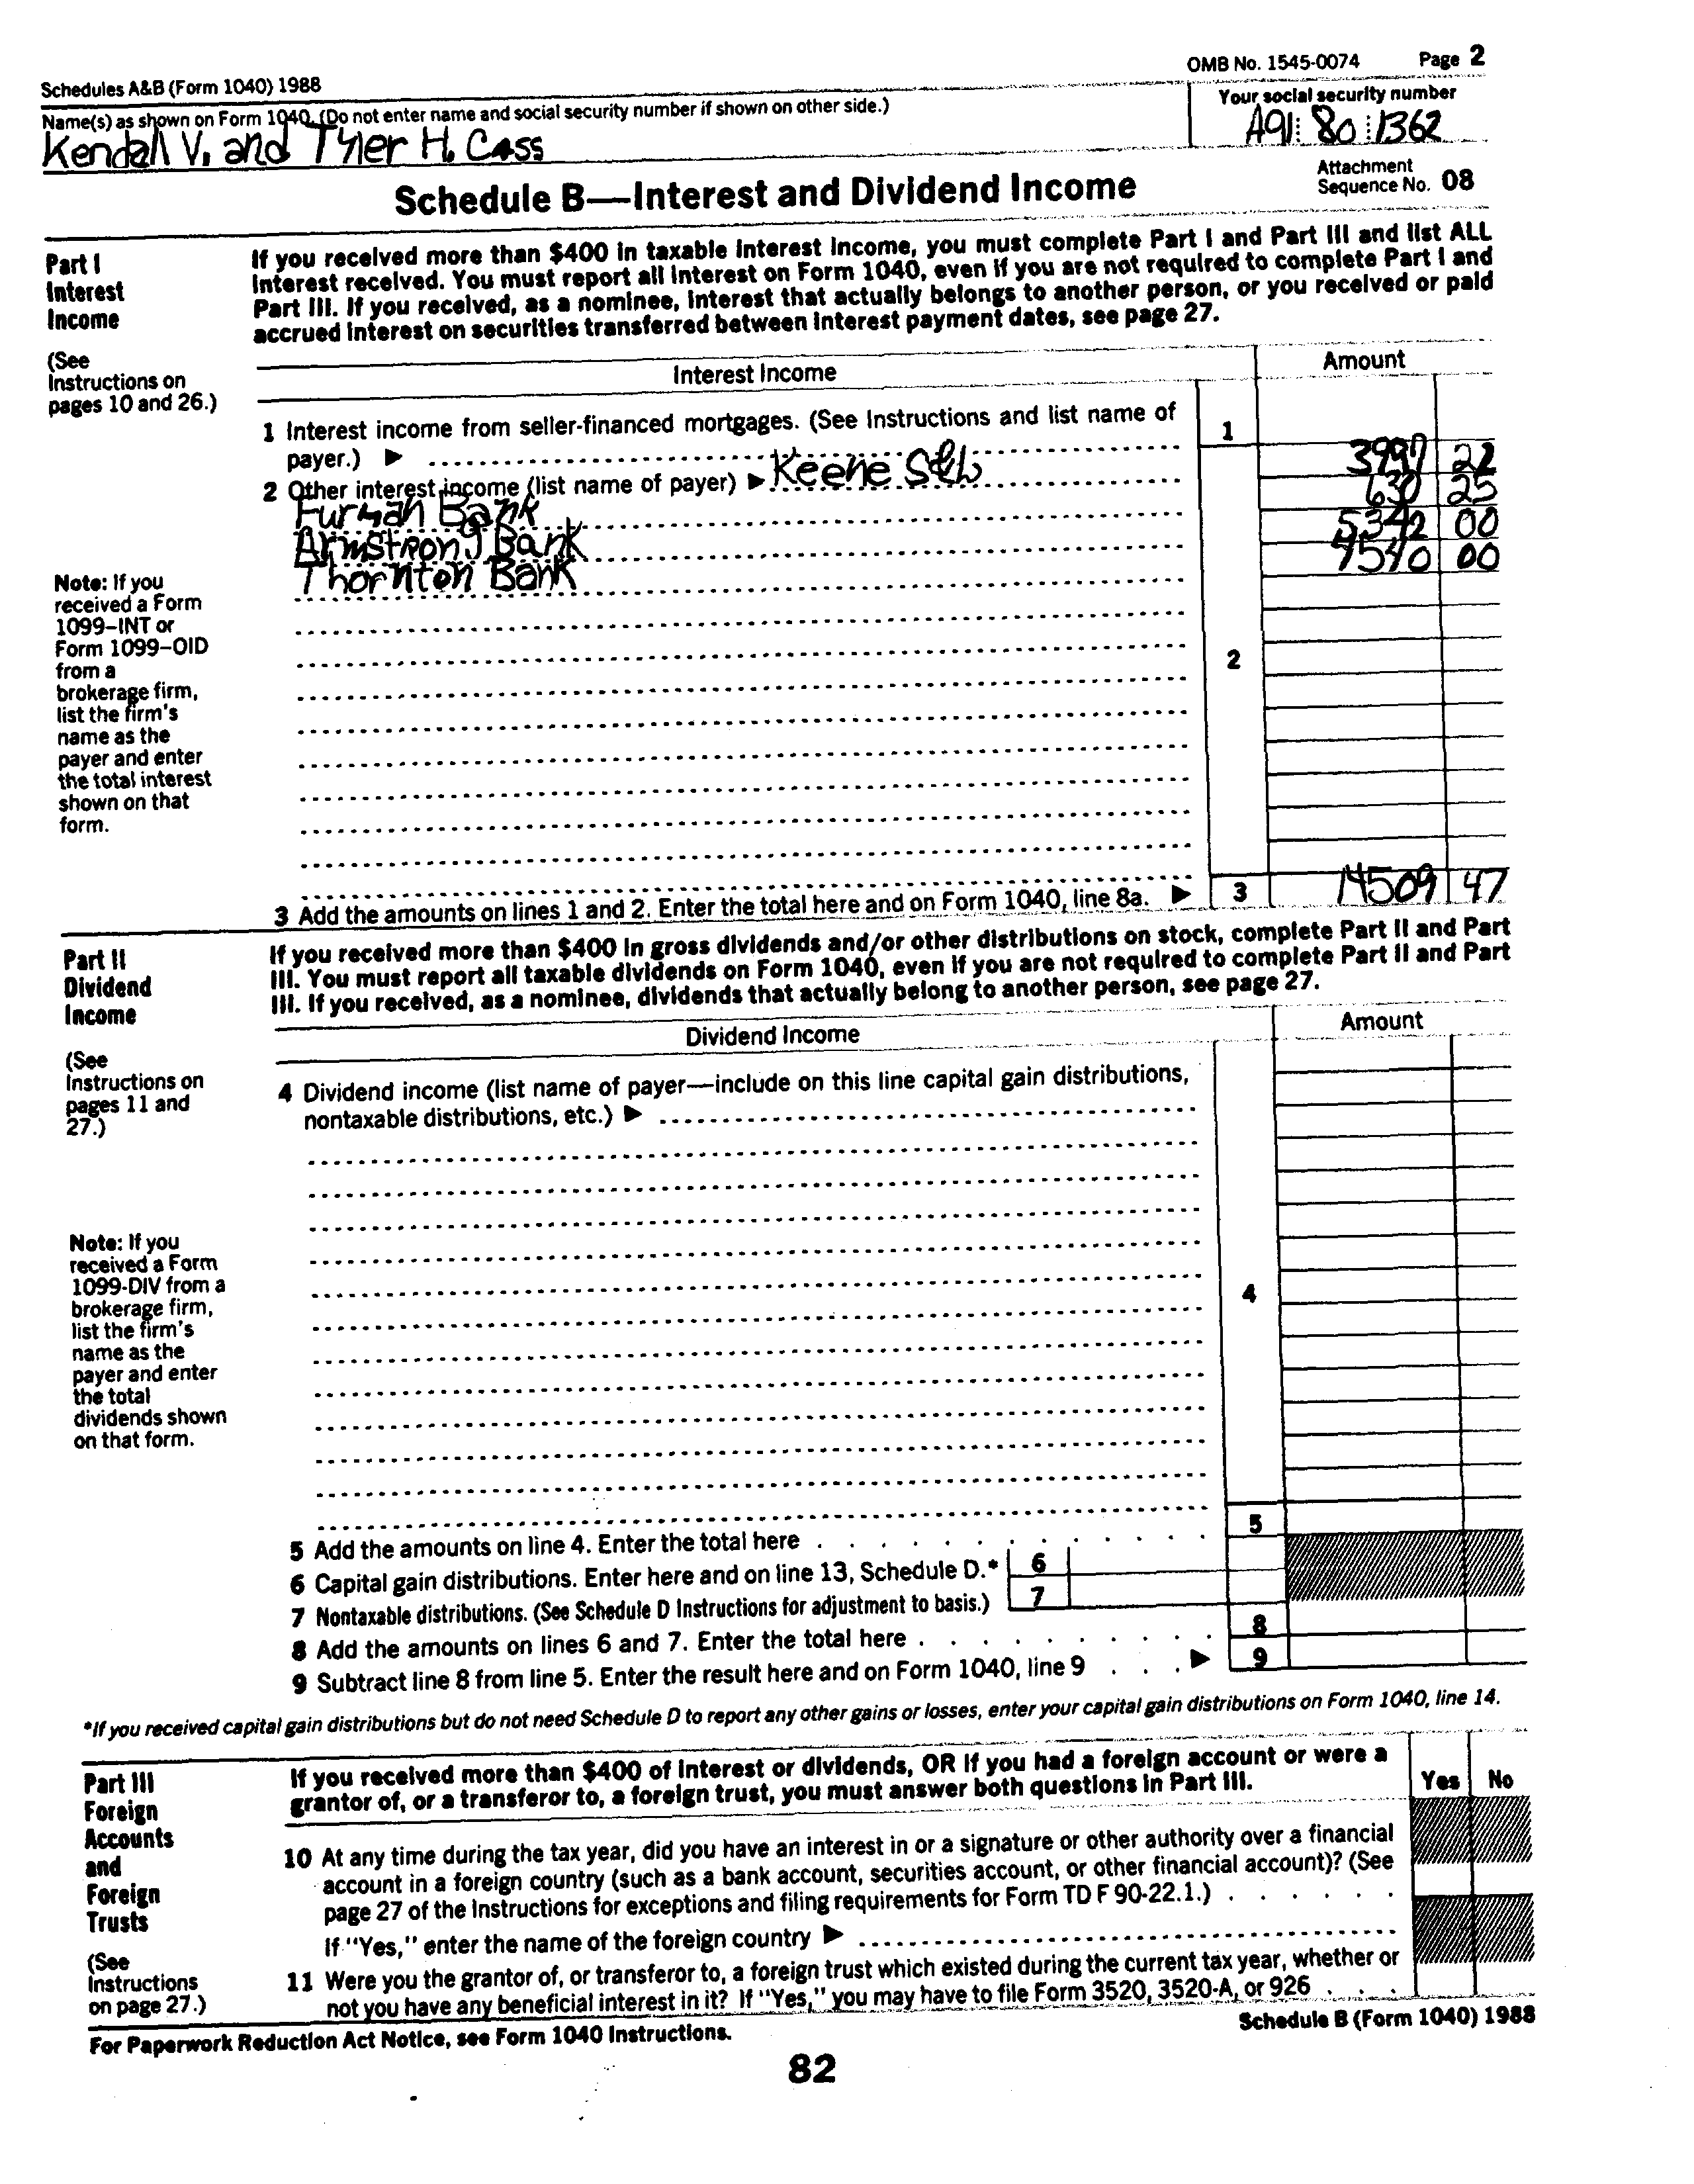 Schedules A&B (Form 1040) 1988
OMB No. 1545-0074 Page 2
Name(s) as shown on Form 1040. (Do not enter name and social security number if shown on other side.)
Your social security number
Kendall V. and Tyler H. Cass
A91 80 1362
Schedule B—Interest and Dividend Income
Attachment
Sequence No. 08
Part I
Interest
Income
(See
Instructions on
pages 10 and 26.)
If you received more than $400 in taxable interest income, you must complete Part I and Part III and list ALL
interest received. You must report all interest on Form 1040, even if you are not required to complete Part I and
Part III. If you received, as a nominee, interest that actually belongs to another person, or you received or paid
accrued interest on securities transferred between interest payment dates, see page 27.
Interest Income
Amount
1 Interest income from seller-financed mortgages. (See Instructions and list name of
payer.) ▶
1
2 Other interest income (list name of payer) ▶ Keene S&L
3997 22
Furman Bank
630 25
Armstrong Bank
5342 00
Thornton Bank
4540 00
Note: If you
received a Form
1099–INT or
Form 1099–OID
from a
brokerage firm,
list the firm's
name as the
payer and enter
the total interest
shown on that
form.
2
3 Add the amounts on lines 1 and 2. Enter the total here and on Form 1040, line 8a. ▶ 3 14509 47
Part II
Dividend
Income
(See
Instructions on
pages 11 and
27.)
If you received more than $400 in gross dividends and/or other distributions on stock, complete Part II and Part
III. You must report all taxable dividends on Form 1040, even if you are not required to complete Part II and Part
III. If you received, as a nominee, dividends that actually belong to another person, see page 27.
Dividend Income
Amount
4 Dividend income (list name of payer—include on this line capital gain distributions,
nontaxable distributions, etc.) ▶
Note: If you
received a Form
1099-DIV from a
brokerage firm,
list the firm's
name as the
payer and enter
the total
dividends shown
on that form.
4
5 Add the amounts on line 4. Enter the total here . . . 5
6 Capital gain distributions. Enter here and on line 13, Schedule D.* 6
7 Nontaxable distributions. (See Schedule D Instructions for adjustment to basis.) 7
8 Add the amounts on lines 6 and 7. Enter the total here . . . 8
9 Subtract line 8 from line 5. Enter the result here and on Form 1040, line 9 . . . ▶ 9
*If you received capital gain distributions but do not need Schedule D to report any other gains or losses, enter your capital gain distributions on Form 1040, line 14.
Part III
Foreign
Accounts
and
Foreign
Trusts
(See
Instructions
on page 27.)
If you received more than $400 of interest or dividends, OR if you had a foreign account or were a
grantor of, or a transferor to, a foreign trust, you must answer both questions in Part III.
Yes No
10 At any time during the tax year, did you have an interest in or a signature or other authority over a financial
account in a foreign country (such as a bank account, securities account, or other financial account)? (See
page 27 of the Instructions for exceptions and filing requirements for Form TD F 90-22.1.) . . .
If "Yes," enter the name of the foreign country ▶
11 Were you the grantor of, or transferor to, a foreign trust which existed during the current tax year, whether or
not you have any beneficial interest in it? If "Yes," you may have to file Form 3520, 3520-A, or 926 . . .
For Paperwork Reduction Act Notice, see Form 1040 Instructions.
Schedule B (Form 1040) 1988
82